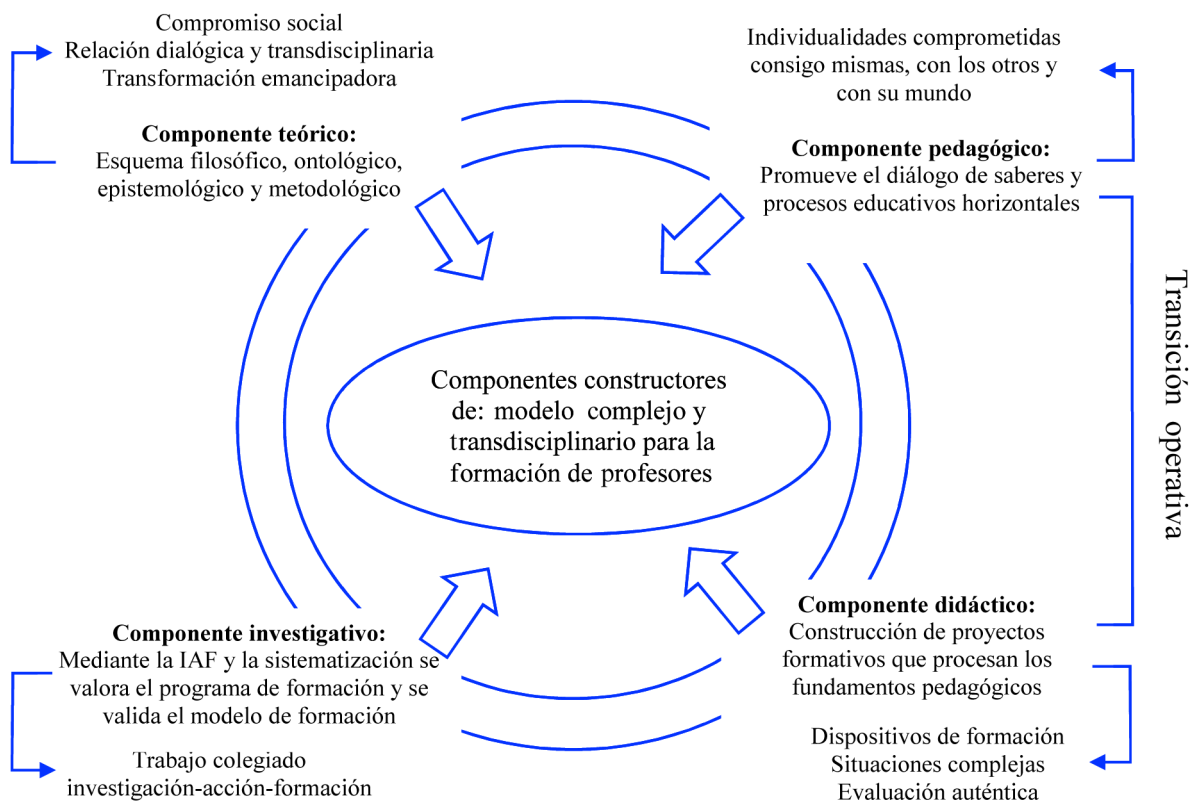 Compromiso social
Relación dialógica y transdisciplinaria
Transformación emancipadora
Componente teórico:
Esquema filosófico, ontológico,
epistemológico y metodológico
Individualidades comprometidas
consigo mismas, con los otros y
con su mundo
Componente pedagógico:
Promueve el diálogo de saberes y
procesos educativos horizontales
Transición operativa
Componentes constructores
de: modelo complejo y
transdisciplinario para la
formación de profesores
Componente investigativo:
Mediante la IAF y la sistematización se
valora el programa de formación y se
valida el modelo de formación
Trabajo colegiado
investigación-acción-formación
Componente didáctico:
Construcción de proyectos
formativos que procesan los
fundamentos pedagógicos
Dispositivos de formación
Situaciones complejas
Evaluación auténtica